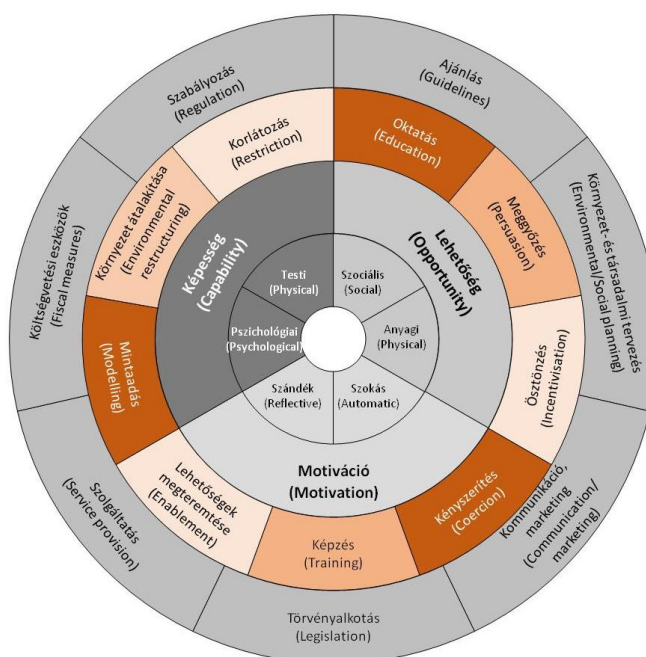 Szabályozás
(Regulation)
Ajánlás
(Guidelines)
Környezet- és társadalmi tervezés
(Environmental/Social planning)
Kommunikáció,
marketing
(Communication/
marketing)
Törvényalkotás
(Legislation)
Szolgáltatás
(Service provision)
Költségvetési eszközök
(Fiscal measures)
Korlátozás
(Restriction)
Oktatás
(Education)
Meggyőzés
(Persuasion)
Ösztönzés
(Incentivisation)
Kényszerítés
(Coercion)
Képzés
(Training)
Lehetőségek
megteremtése
(Enablement)
Mintaadás
(Modelling)
Környezet átalakítása
(Environmental
restructuring)
Képesség
(Capability)
Lehetőség
(Opportunity)
Motiváció
(Motivation)
Testi
(Physical)
Szociális
(Social)
Anyagi
(Physical)
Szokás
(Automatic)
Szándék
(Reflective)
Pszichológiai
(Psychological)